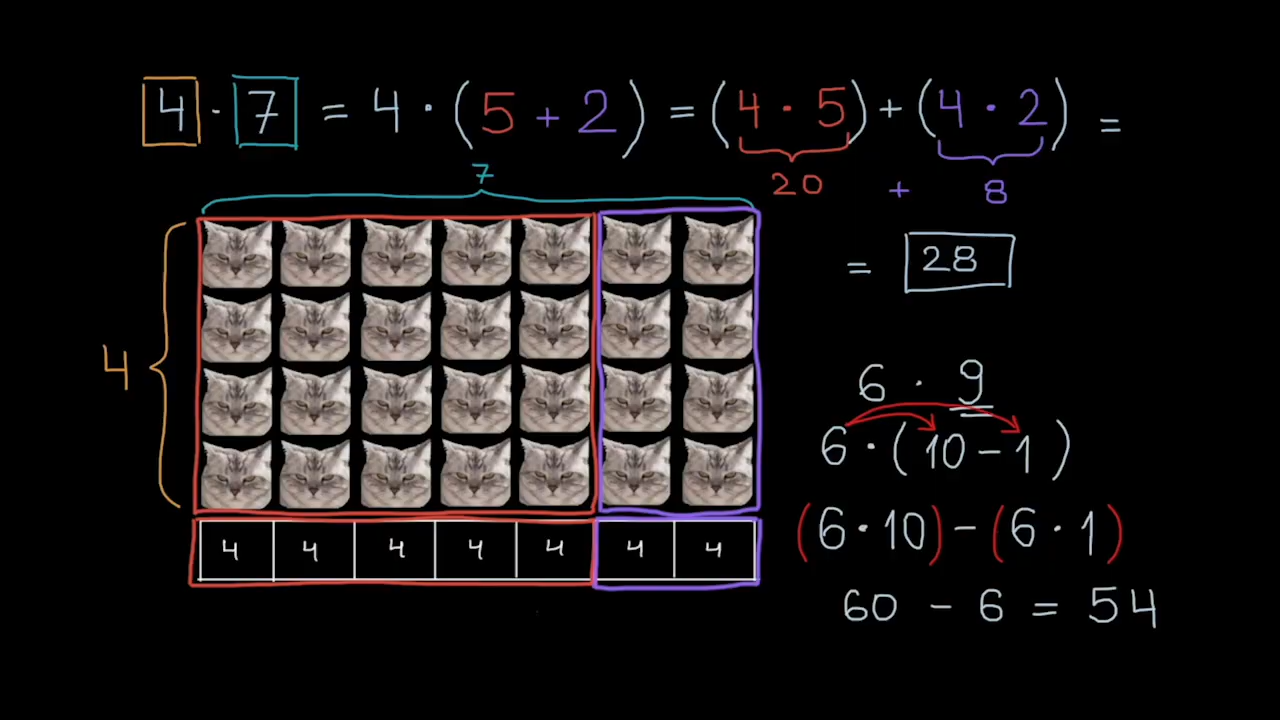 4 · 7 = 4 · (5 + 2) = (4 · 5) + (4 · 2) =
7
20 + 8
= 28
4
6 · 9
6 · (10 - 1)
(6 · 10) - (6 · 1)
4 4 4 4 4 4 4
60 - 6 = 54